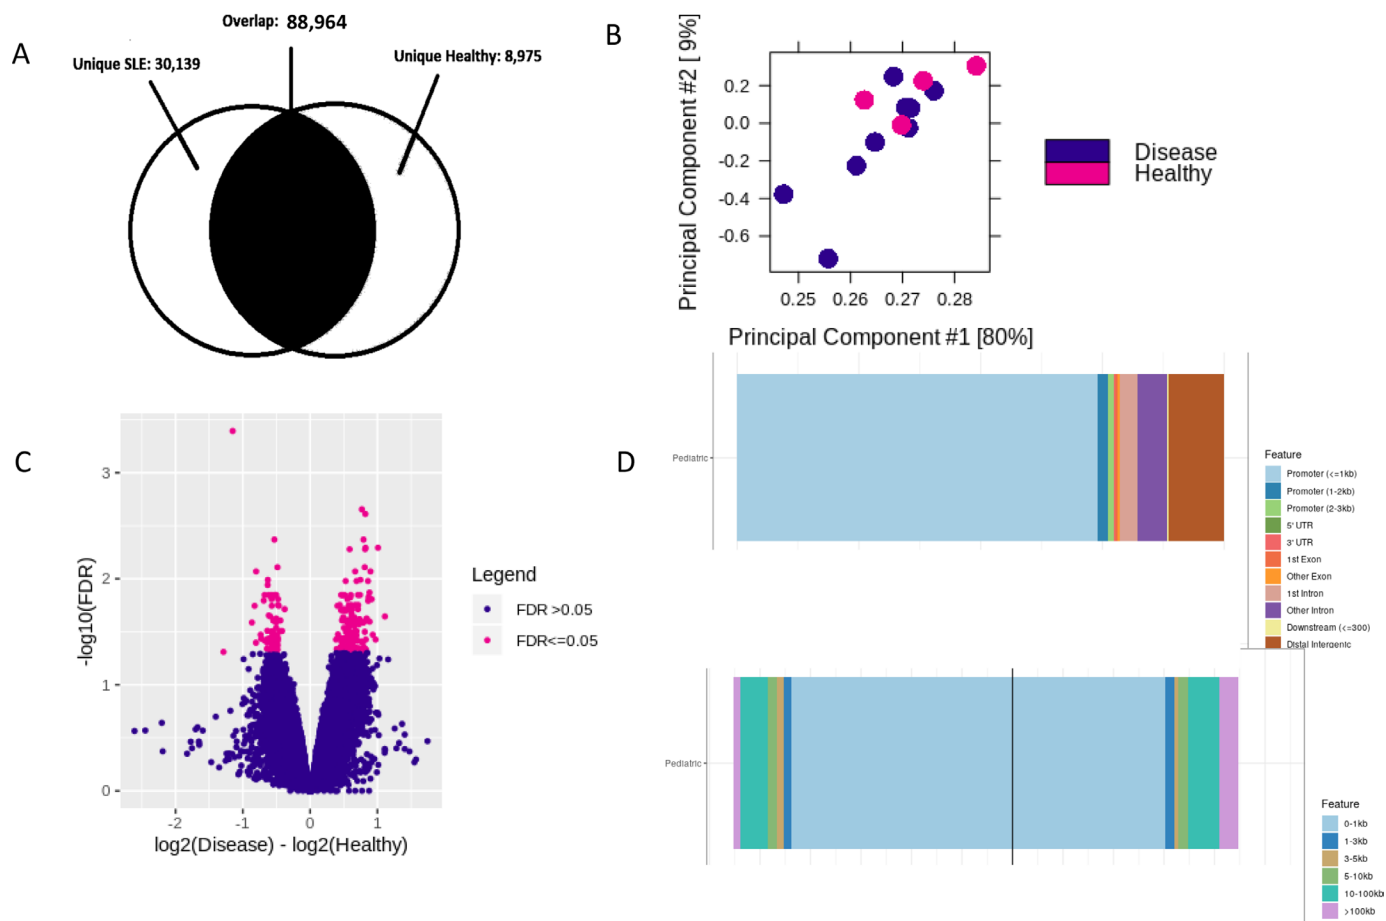 A
Overlap: 88,964
Unique SLE: 30,139
Unique Healthy: 8,975
B
Principal Component #2 [ 9%]
0.2
0.0
-0.2
-0.4
-0.6
0.25 0.26 0.27 0.28
Principal Component #1 [80%]
Disease
Healthy
C
-log10(FDR)
3
2
1
0
-2 -1 0 1
log2(Disease) - log2(Healthy)
Legend
FDR >0.05
FDR<=0.05
D
Pediatric
Feature
Promoter (<=1kb)
Promoter (1-2kb)
Promoter (2-3kb)
5' UTR
3' UTR
1st Exon
Other Exon
1st Intron
Other Intron
Downstream (<=300)
Distal Intergenic
Pediatric
Feature
0-1kb
1-3kb
3-5kb
5-10kb
10-100kb
>100kb